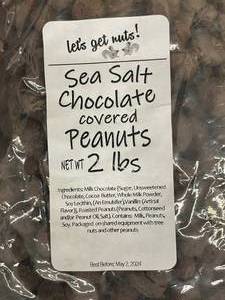 let's get nuts!
Sea Salt
Chocolate
covered
Peanuts
NET WT 2 lbs
Ingredients: Milk Chocolate (Sugar, Unsweetened
Chocolate, Cocoa Butter, Whole Milk Powder,
Soy Lecithin, (An Emulsifier), Vanillin (Artificial
Flavor)), Roasted Peanuts (Peanuts, Cottonseed
and/or Peanut Oil, Salt). Contains: Milk, Peanuts,
Soy. Packaged on shared equipment with tree
nuts and other peanuts
Best Before: May 2, 2024